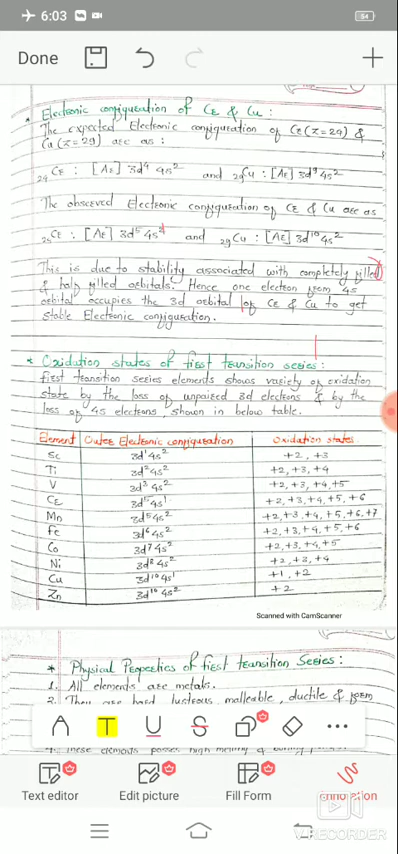 6:03
54
Done
* Electronic configuration of Cr & Cu:
The expected Electronic configuration of Cr(z=24) &
Cu(z=29) are as:
24Cr : [Ar] 3d⁴ 4s² and 29Cu : [Ar] 3d⁹ 4s²
The observed Electronic configuration of Cr & Cu are as
Cr : [Ar] 3d⁵ 4s¹ and 29Cu : [Ar] 3d¹⁰ 4s²
This is due to stability associated with completely filled
& half filled orbitals. Hence one electron from 4s
orbital occupies the 3d orbital of Cr & Cu to get
stable Electronic configuration.
* Oxidation states of first transition series:
first transition series elements shows variety of oxidation
state by the loss of unpaired 3d electrons & by the
loss of 4s electrons shown in below table.
Element Outer Electronic configuration Oxidation states
Sc 3d¹4s² +2, +3
Ti 3d²4s² +2, +3, +4
V 3d³ 4s² +2, +3, +4, +5
Cr 3d⁵4s¹ +2, +3, +4, +5, +6
Mn 3d⁵4s² +2, +3, +4, +5, +6, +7
Fe 3d⁶ 4s² +2, +3, +4, +5, +6
Co 3d⁷ 4s² +2, +3, +4, +5
Ni 3d⁸ 4s² +2, +3, +4
Cu 3d¹⁰ 4s¹ +1, +2
Zn 3d¹⁰ 4s² +2
Scanned with CamScanner
* Physical Properties of first transition Series:
1. All elements are metals.
2. They are hard lustrous, malleable, ductile & form
Text editor
Edit picture
Fill Form
V RECORDER